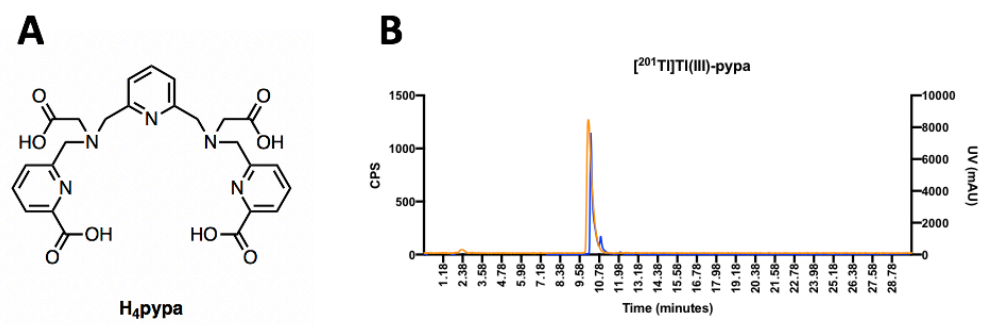 A
O
HO
N
N
N
O
OH
N
N
OH
O
HO
O
H₄pypa
B
[²⁰¹Tl]Tl(III)-pypa
CPS
1500
1000
500
0
10000
8000
6000
4000
2000
0
UV (mAU)
1.18
2.38
3.58
4.78
5.98
7.18
8.38
9.58
10.78
11.98
13.18
14.38
15.58
16.78
17.98
19.18
20.38
21.58
22.78
23.98
25.18
26.38
27.58
28.78
Time (minutes)